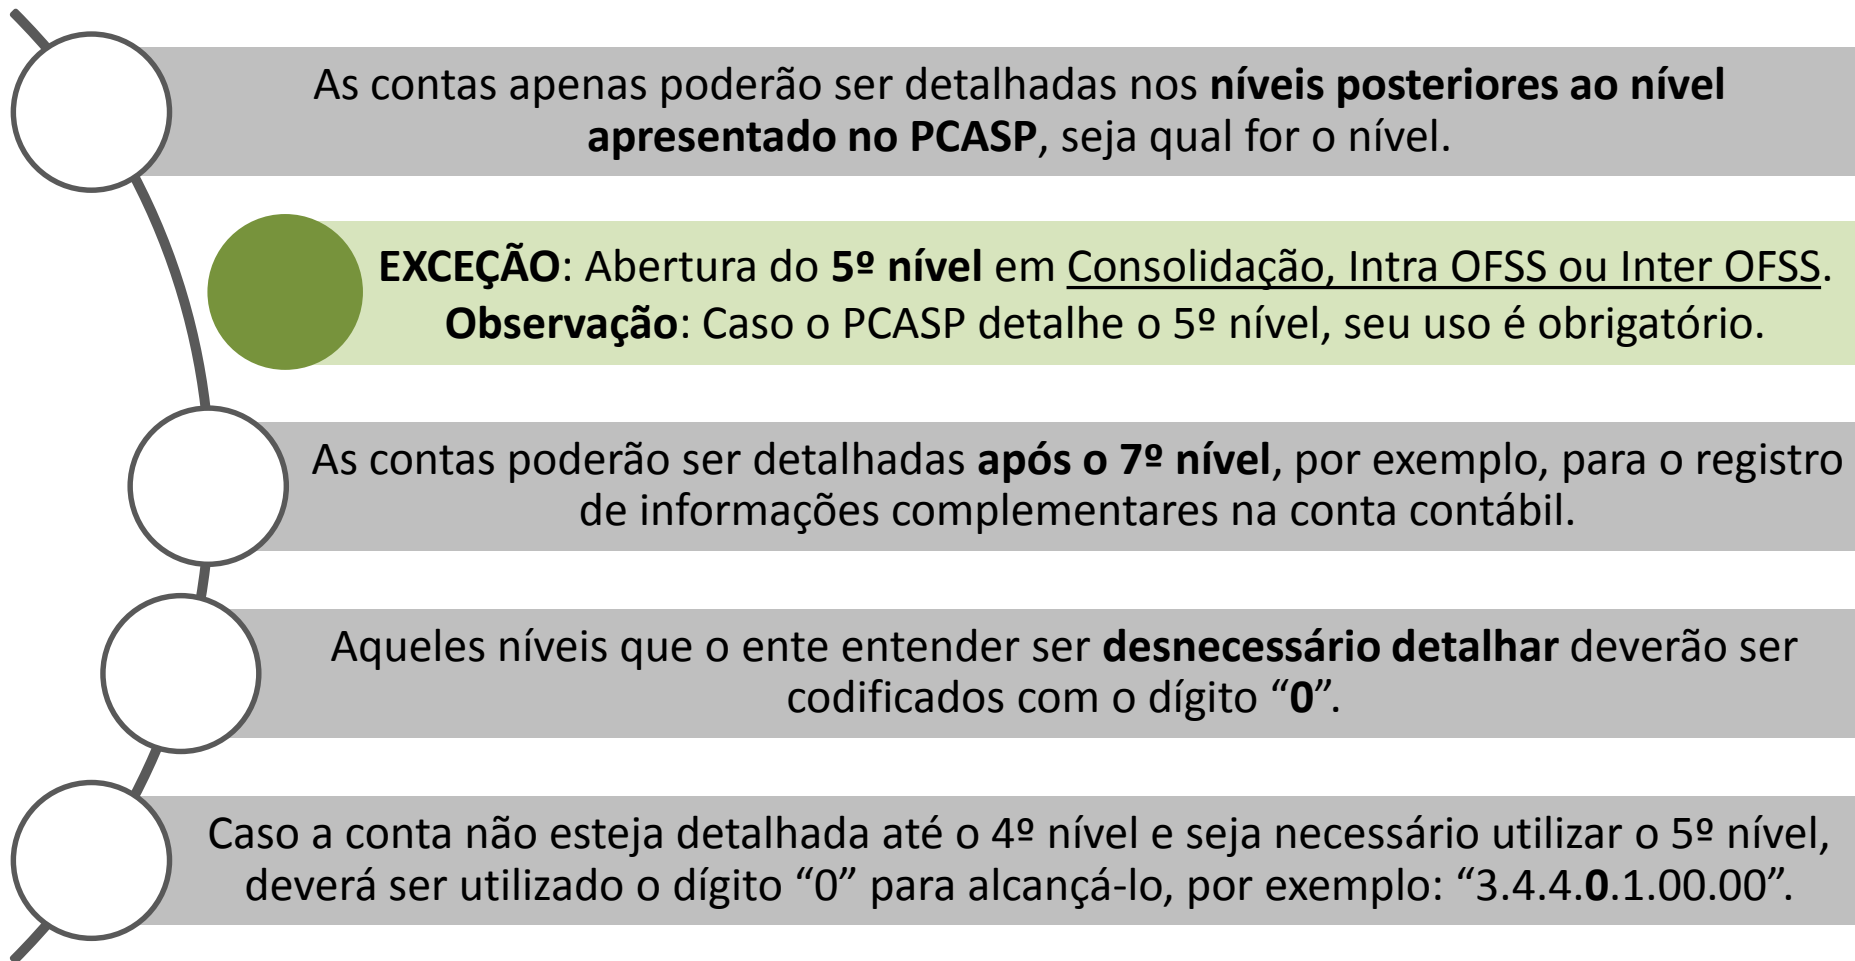 As contas apenas poderão ser detalhadas nos níveis posteriores ao nível
apresentado no PCASP, seja qual for o nível.
EXCEÇÃO: Abertura do 5º nível em Consolidação, Intra OFSS ou Inter OFSS.
Observação: Caso o PCASP detalhe o 5º nível, seu uso é obrigatório.
As contas poderão ser detalhadas após o 7º nível, por exemplo, para o registro
de informações complementares na conta contábil.
Aqueles níveis que o ente entender ser desnecessário detalhar deverão ser
codificados com o dígito “0”.
Caso a conta não esteja detalhada até o 4º nível e seja necessário utilizar o 5º nível,
deverá ser utilizado o dígito “0” para alcançá-lo, por exemplo: “3.4.4.0.1.00.00”.